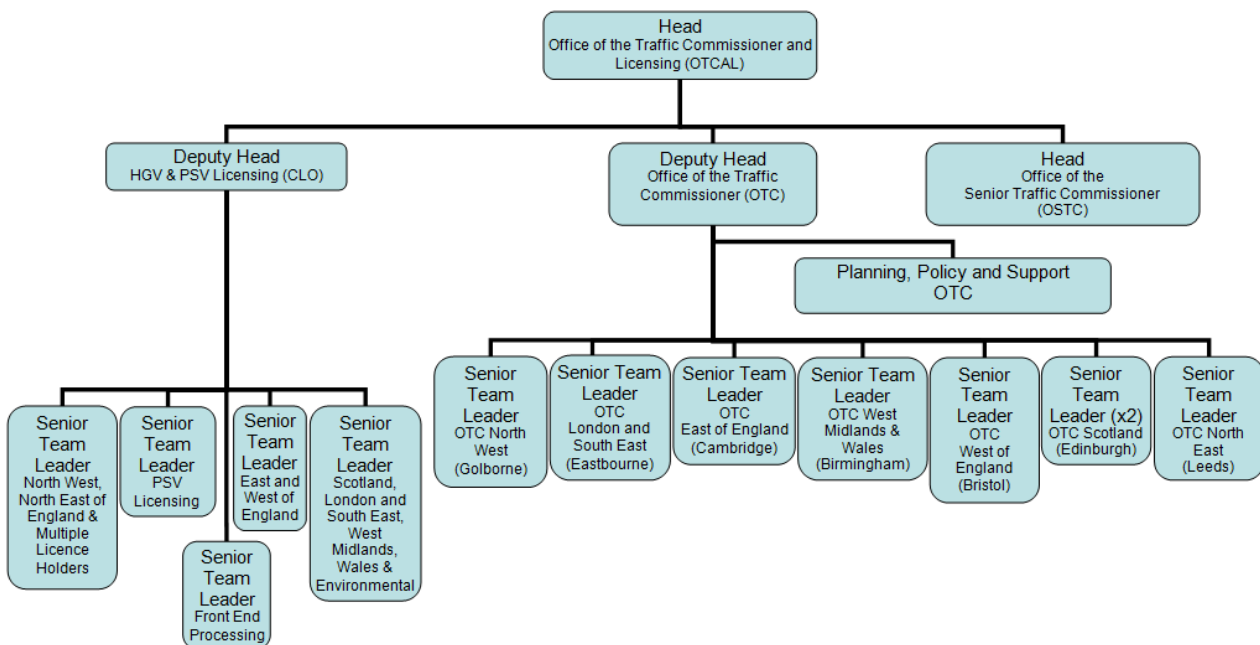 Head
Office of the Traffic Commissioner and
Licensing (OTCAL)
Deputy Head
HGV & PSV Licensing (CLO)
Deputy Head
Office of the Traffic
Commissioner (OTC)
Head
Office of the
Senior Traffic Commissioner
(OSTC)
Planning, Policy and Support
OTC
Senior
Team
Leader
OTC North
West
(Golborne)
Senior Team
Leader
OTC
London and
South East
(Eastbourne)
Senior Team
Leader
OTC
East of England
(Cambridge)
Senior Team
Leader
OTC West
Midlands &
Wales
(Birmingham)
Senior
Team
Leader
OTC
West of
England
(Bristol)
Senior
Team
Leader (x2)
OTC Scotland
(Edinburgh)
Senior
Team
Leader
OTC North
East
(Leeds)
Senior
Team
Leader
North West,
North East of
England &
Multiple
Licence
Holders
Senior
Team
Leader
PSV
Licensing
Senior
Team
Leader
East and
West of
England
Senior
Team
Leader
Scotland,
London and
South East,
West
Midlands,
Wales &
Environmental
Senior
Team
Leader
Front End
Processing